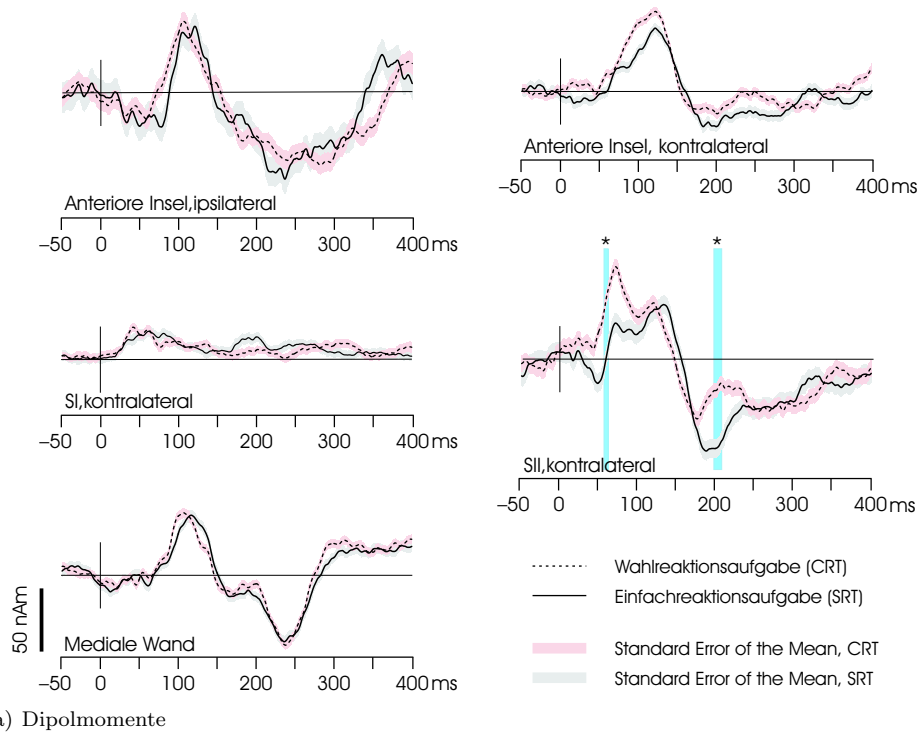 Anteriore Insel,ipsilateral
–50 0 100 200 300 400 ms
Anteriore Insel, kontralateral
–50 0 100 200 300 400 ms
SI,kontralateral
–50 0 100 200 300 400 ms
* *
SII,kontralateral
–50 0 100 200 300 400 ms
50 nAm
Mediale Wand
–50 0 100 200 300 400 ms
Wahlreaktionsaufgabe (CRT)
Einfachreaktionsaufgabe (SRT)
Standard Error of the Mean, CRT
Standard Error of the Mean, SRT
a) Dipolmomente